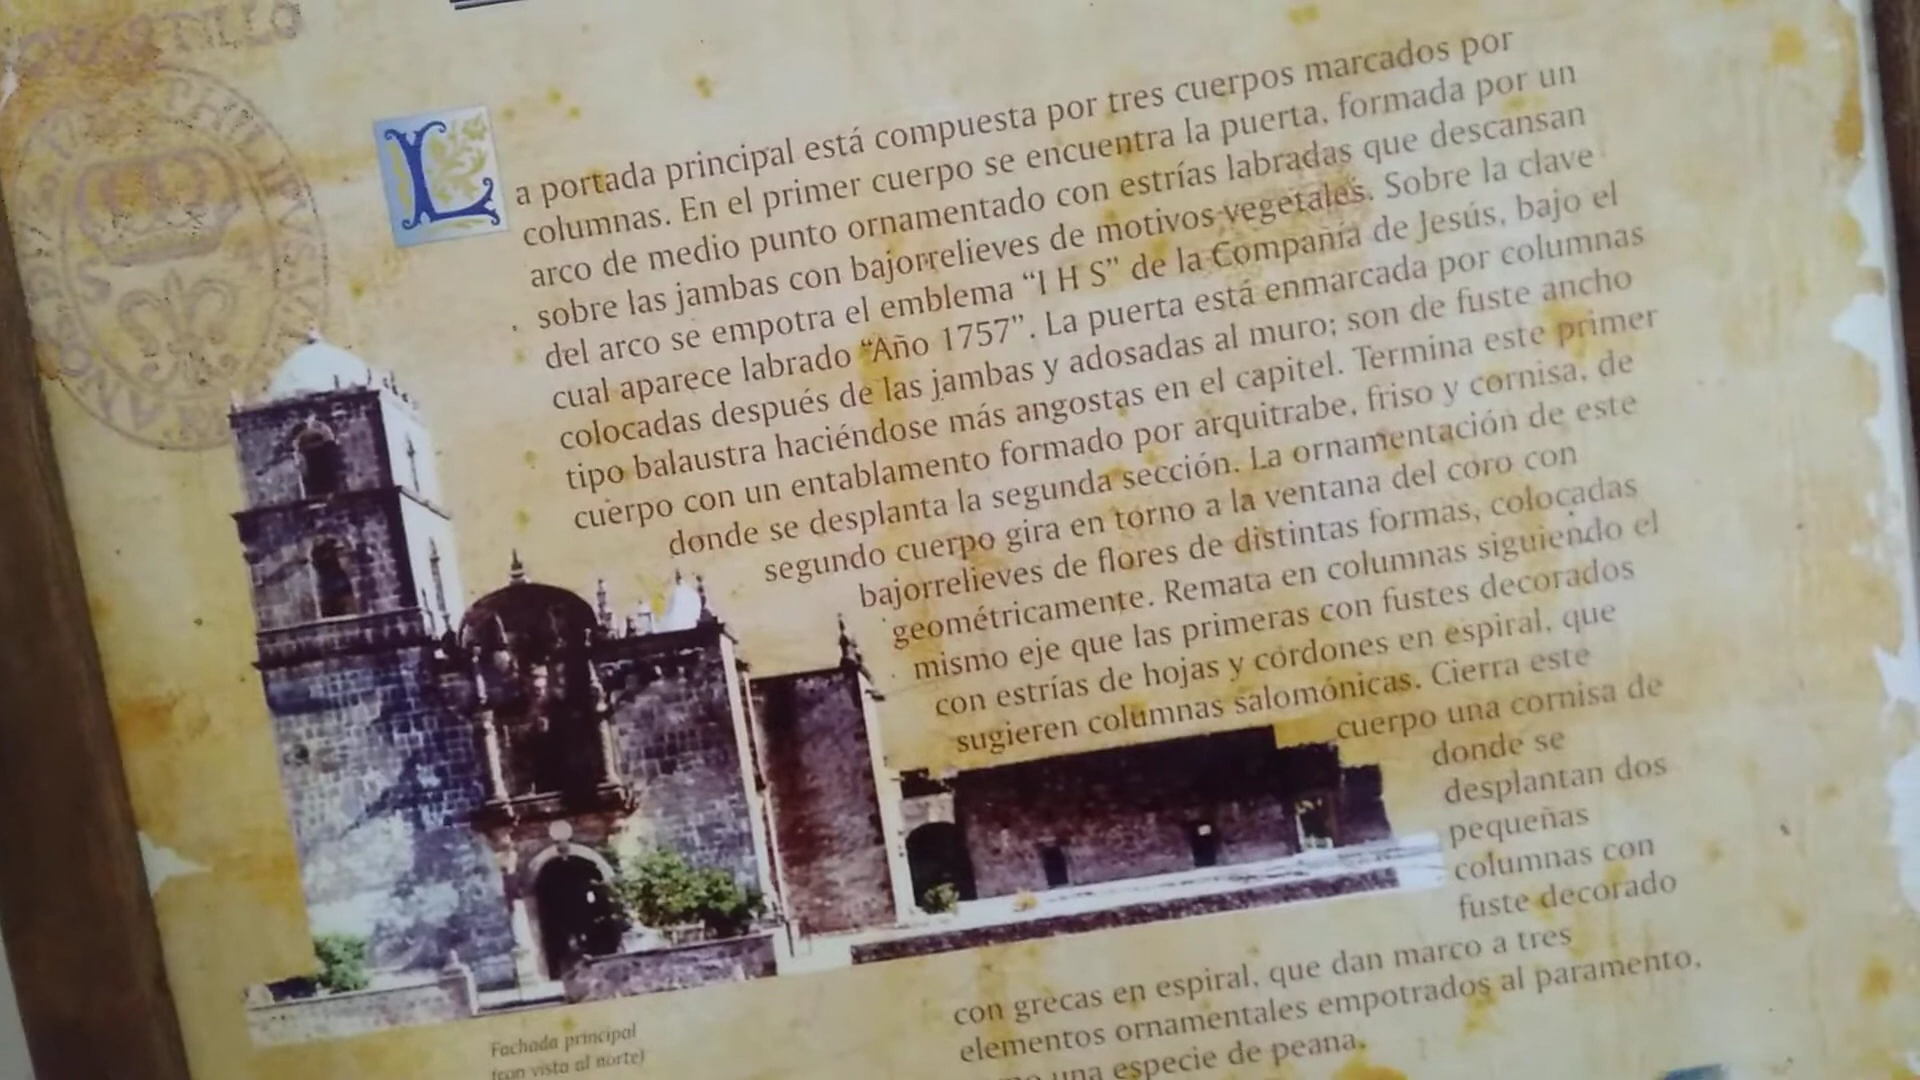 La portada principal está compuesta por tres cuerpos marcados por
columnas. En el primer cuerpo se encuentra la puerta, formada por un
arco de medio punto ornamentado con estrías labradas que descansan
sobre las jambas con bajorrelieves de motivos vegetales. Sobre la clave
del arco se empotra el emblema “I H S” de la Compañía de Jesús, bajo el
cual aparece labrado “Año 1757”. La puerta está enmarcada por columnas
colocadas después de las jambas y adosadas al muro; son de fuste ancho
tipo balaustra haciéndose más angostas en el capitel. Termina este primer
cuerpo con un entablamento formado por arquitrabe, friso y cornisa, de
donde se desplanta la segunda sección. La ornamentación de este
segundo cuerpo gira en torno a la ventana del coro con
bajorrelieves de flores de distintas formas, colocadas
geométricamente. Remata en columnas siguiendo el
mismo eje que las primeras con fustes decorados
con estrías de hojas y cordones en espiral, que
sugieren columnas salomónicas. Cierra este
cuerpo una cornisa de
donde se
desplantan dos
pequeñas
columnas con
fuste decorado
con grecas en espiral, que dan marco a tres
elementos ornamentales empotrados al paramento,
una especie de peana.
Fachada principal
(con vista al norte)